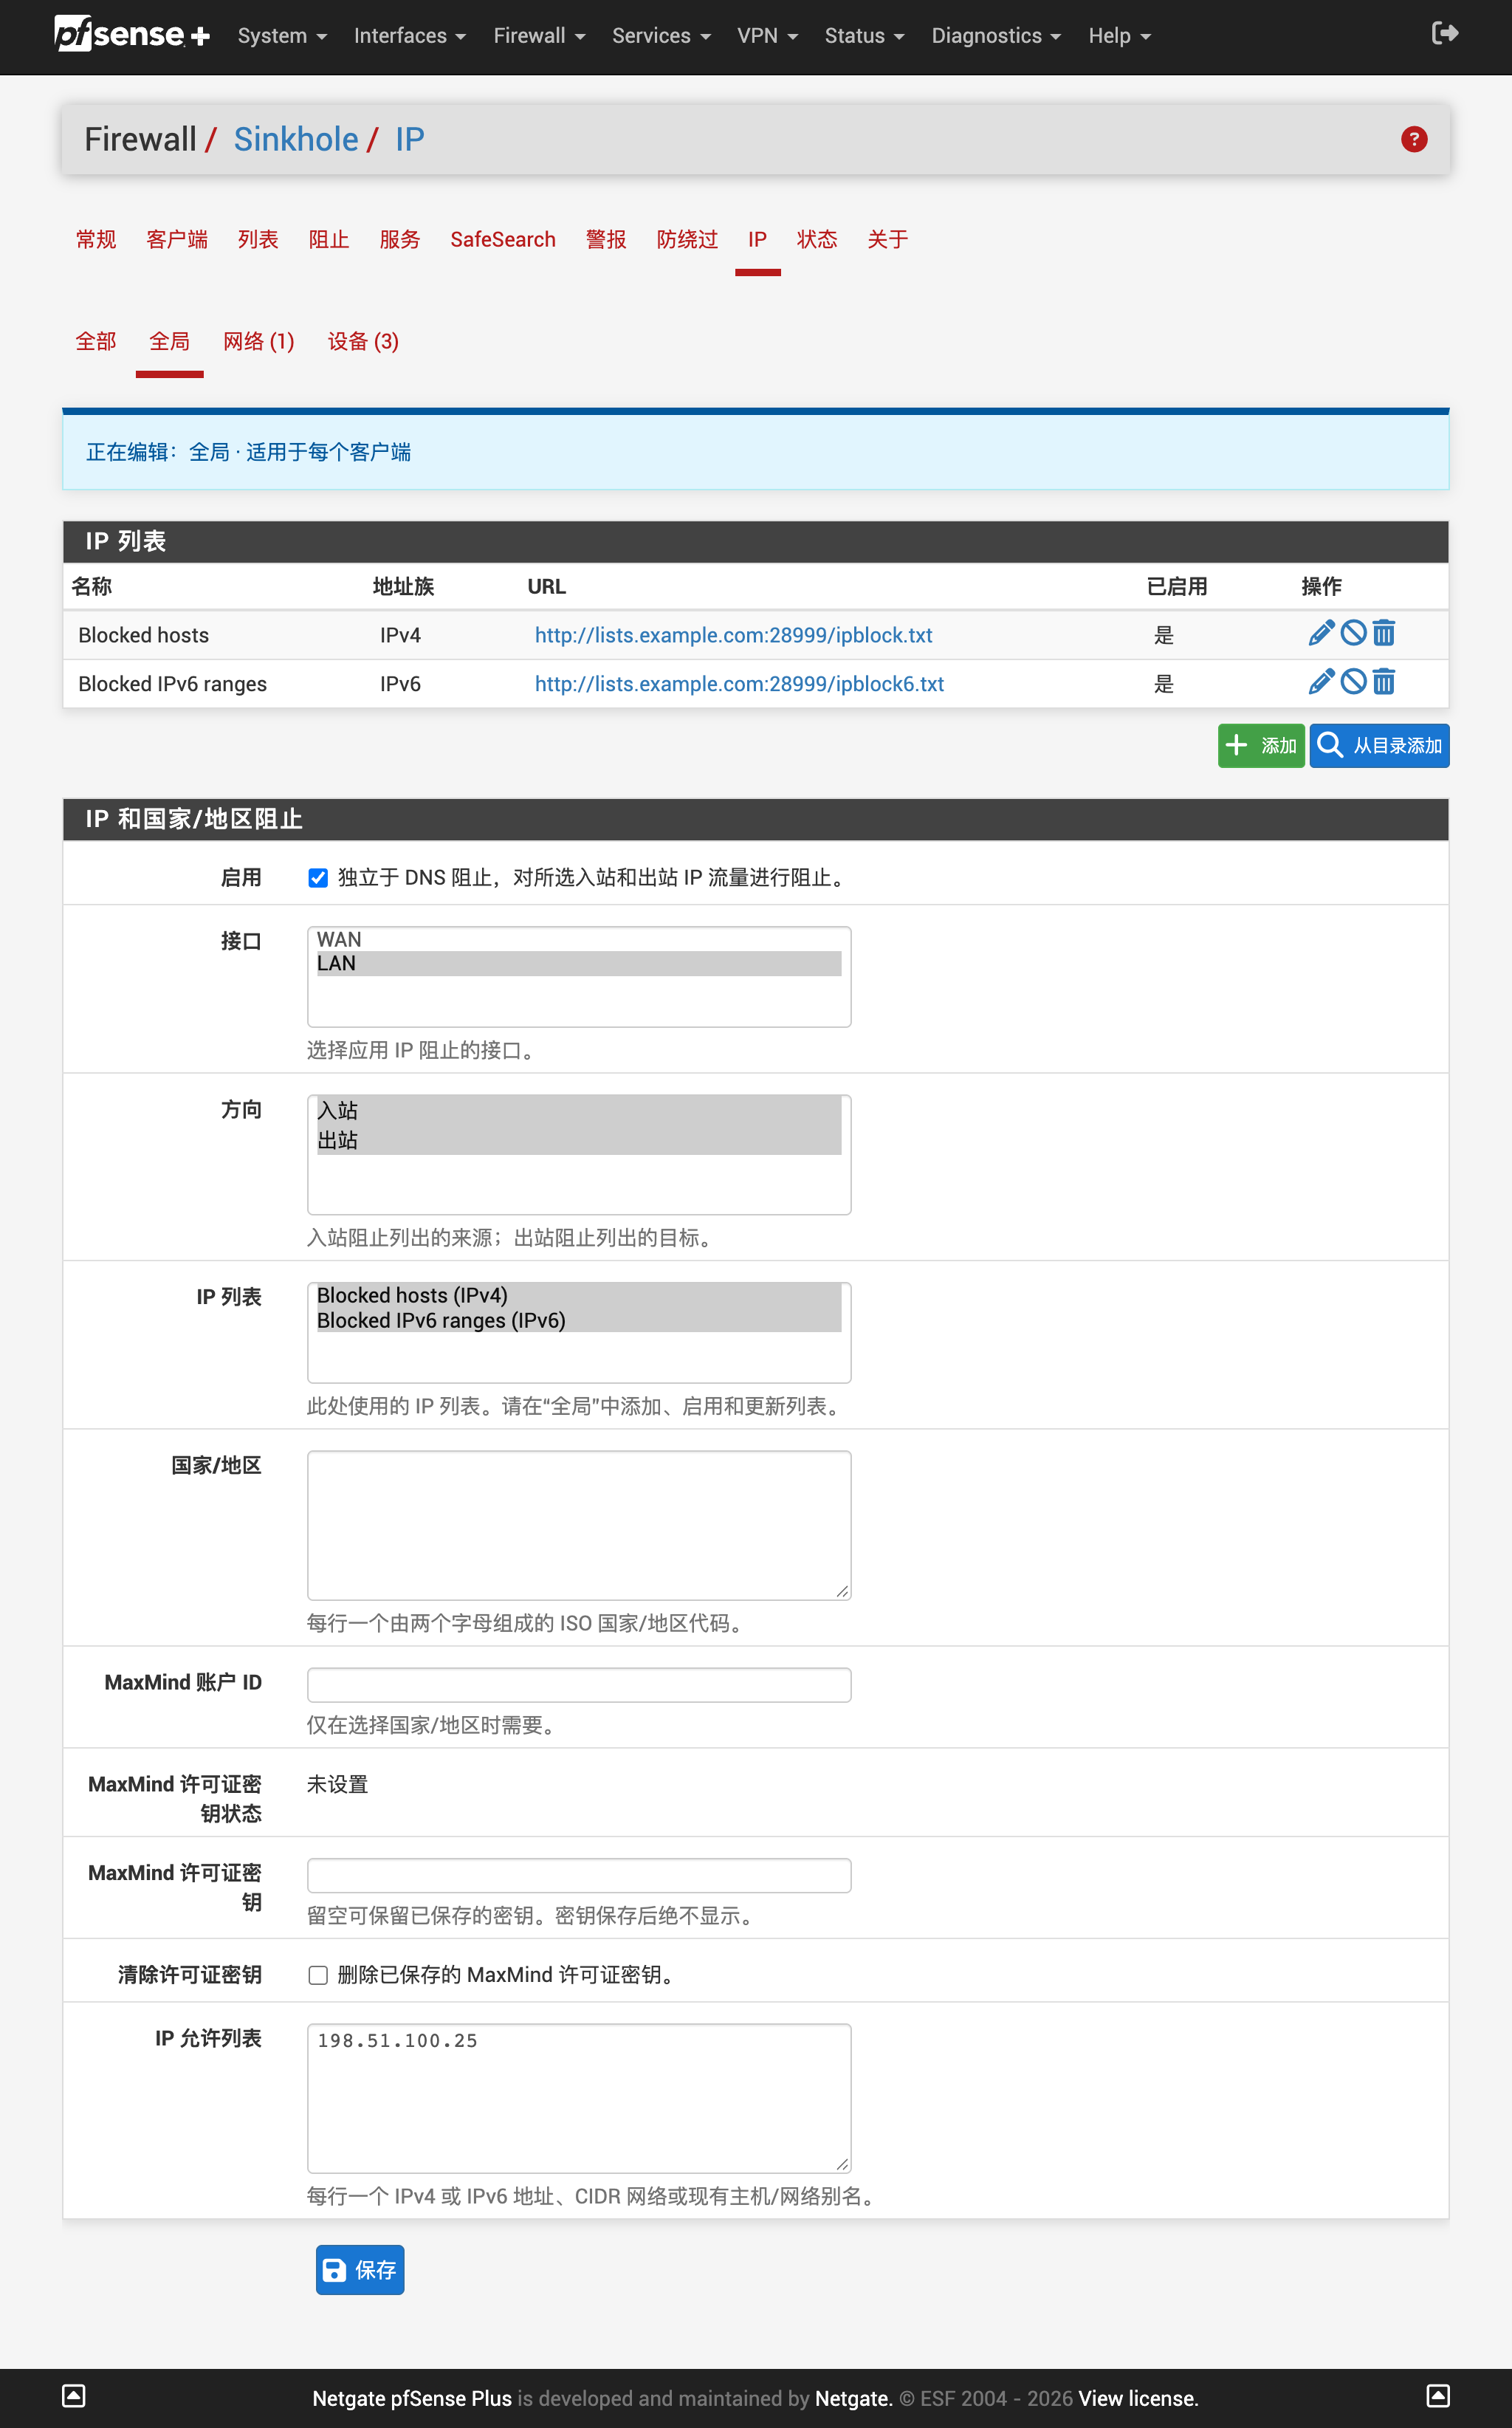 pfsense+ System Interfaces Firewall Services VPN Status Diagnostics Help
Firewall / Sinkhole / IP
常规 客户端 列表 阻止 服务 SafeSearch 警报 防绕过 IP 状态 关于
全部 全局 网络 (1) 设备 (3)
正在编辑：全局 · 适用于每个客户端
IP 列表
名称 地址族 URL 已启用 操作
Blocked hosts IPv4 http://lists.example.com:28999/ipblock.txt 是
Blocked IPv6 ranges IPv6 http://lists.example.com:28999/ipblock6.txt 是
添加 从目录添加
IP 和国家/地区阻止
启用 独立于 DNS 阻止，对所选入站和出站 IP 流量进行阻止。
接口 WAN
LAN
选择应用 IP 阻止的接口。
方向 入站
出站
入站阻止列出的来源；出站阻止列出的目标。
IP 列表 Blocked hosts (IPv4)
Blocked IPv6 ranges (IPv6)
此处使用的 IP 列表。请在“全局”中添加、启用和更新列表。
国家/地区
每行一个由两个字母组成的 ISO 国家/地区代码。
MaxMind 账户 ID
仅在选择国家/地区时需要。
MaxMind 许可证密 未设置
钥状态
MaxMind 许可证密
钥
留空可保留已保存的密钥。密钥保存后绝不显示。
清除许可证密钥 删除已保存的 MaxMind 许可证密钥。
IP 允许列表 198.51.100.25
每行一个 IPv4 或 IPv6 地址、CIDR 网络或现有主机/网络别名。
保存
Netgate pfSense Plus is developed and maintained by Netgate. © ESF 2004 - 2026 View license.